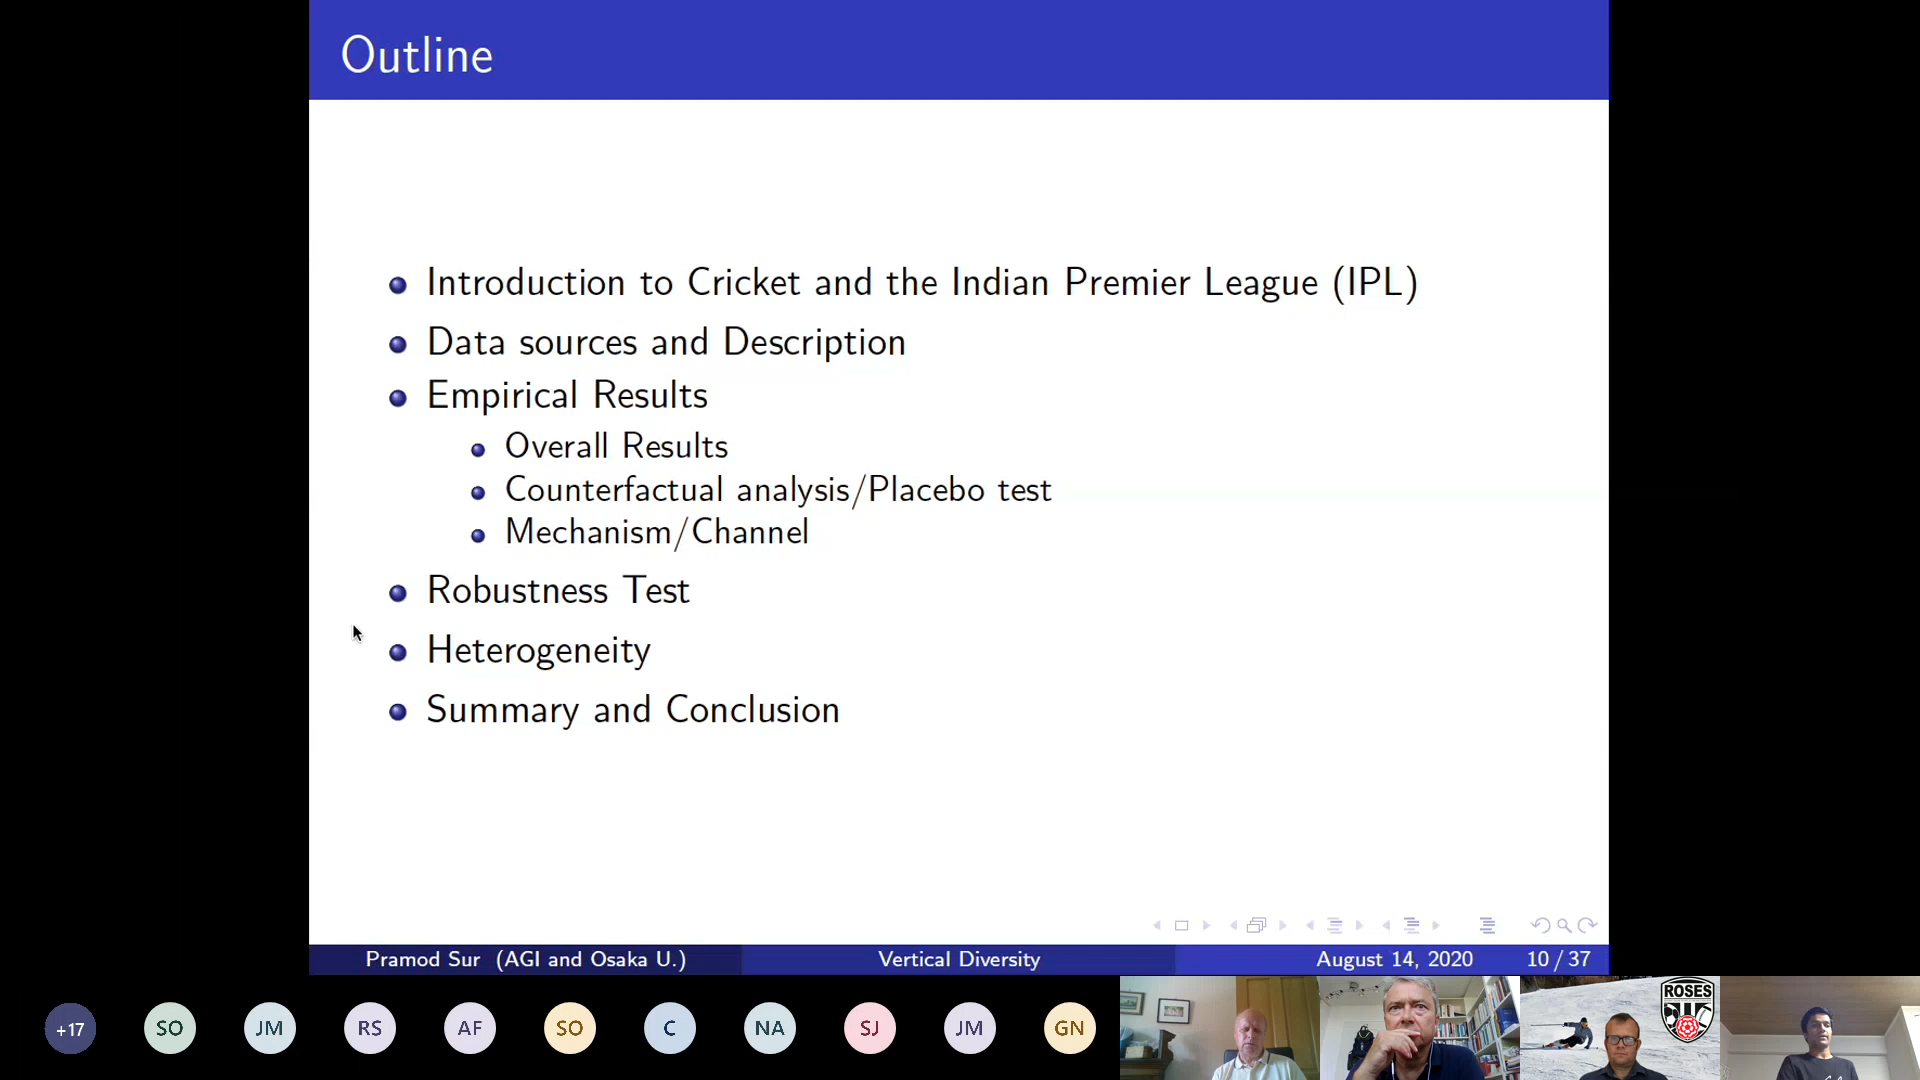 Outline
Introduction to Cricket and the Indian Premier League (IPL)
Data sources and Description
Empirical Results
Overall Results
Counterfactual analysis/Placebo test
Mechanism/Channel
Robustness Test
Heterogeneity
Summary and Conclusion
Pramod Sur (AGI and Osaka U.) Vertical Diversity August 14, 2020 10 / 37
+17 SO JM RS AF SO C NA SJ JM GN
ROSES